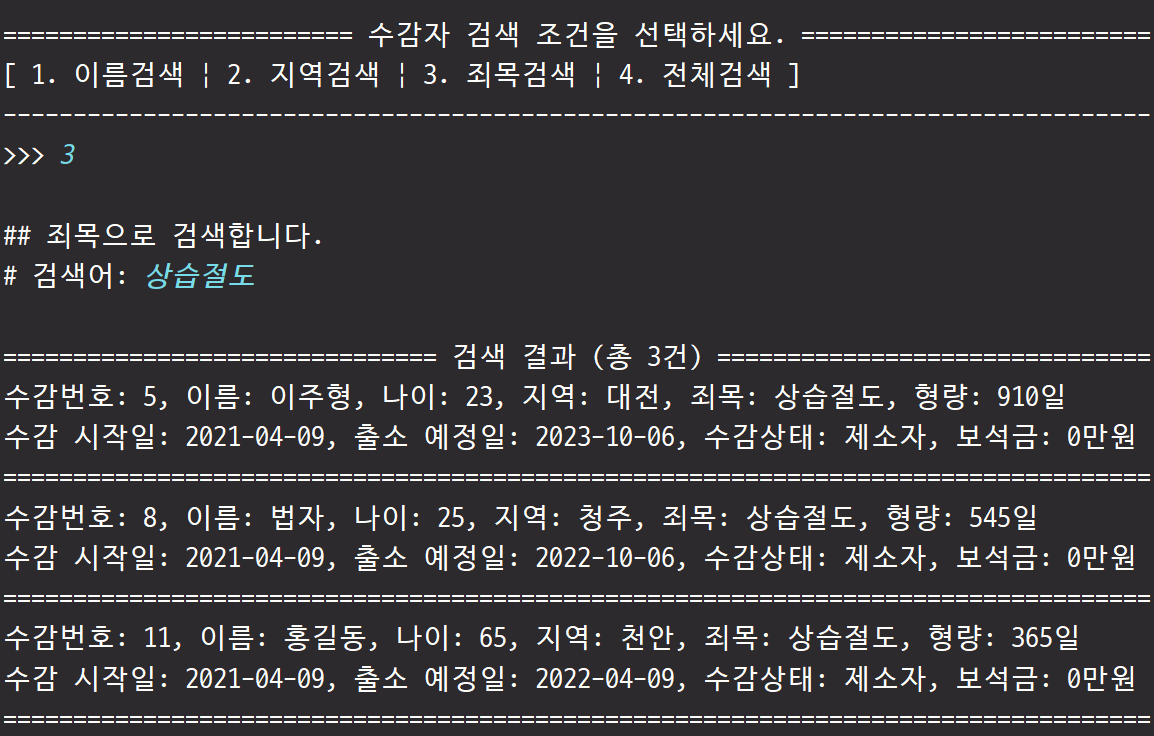 ========================= 수감자 검색 조건을 선택하세요. =========================
[ 1. 이름검색 ¦ 2. 지역검색 ¦ 3. 죄목검색 ¦ 4. 전체검색 ]
----------------------------------------------------------------------------------
>>> 3
## 죄목으로 검색합니다.
# 검색어: 상습절도
=============================== 검색 결과 (총 3건) ===============================
수감번호: 5, 이름: 이주형, 나이: 23, 지역: 대전, 죄목: 상습절도, 형량: 910일
수감 시작일: 2021-04-09, 출소 예정일: 2023-10-06, 수감상태: 제소자, 보석금: 0만원
==================================================================================
수감번호: 8, 이름: 법자, 나이: 25, 지역: 청주, 죄목: 상습절도, 형량: 545일
수감 시작일: 2021-04-09, 출소 예정일: 2022-10-06, 수감상태: 제소자, 보석금: 0만원
==================================================================================
수감번호: 11, 이름: 홍길동, 나이: 65, 지역: 천안, 죄목: 상습절도, 형량: 365일
수감 시작일: 2021-04-09, 출소 예정일: 2022-04-09, 수감상태: 제소자, 보석금: 0만원
==================================================================================